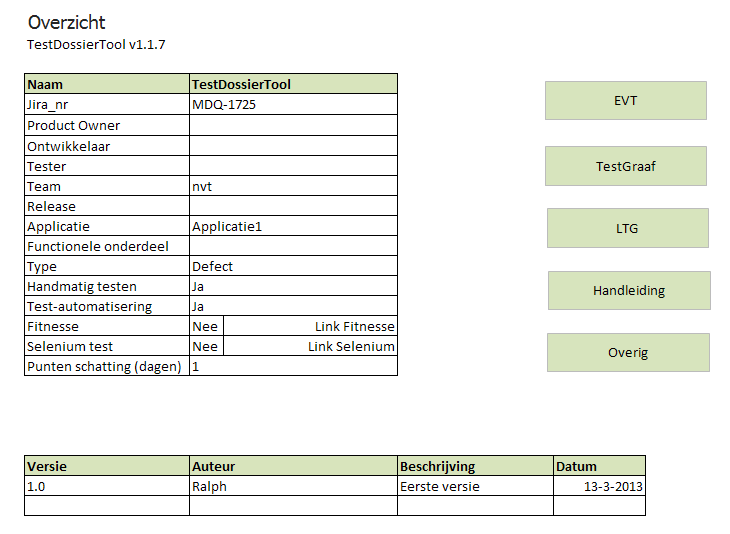 Overzicht
TestDossierTool v1.1.7
Naam TestDossierTool
Jira_nr MDQ-1725
Product Owner
Ontwikkelaar
Tester
Team nvt
Release
Applicatie Applicatie1
Functionele onderdeel
Type Defect
Handmatig testen Ja
Test-automatisering Ja
Fitnesse Nee Link Fitnesse
Selenium test Nee Link Selenium
Punten schatting (dagen) 1
EVT
TestGraaf
LTG
Handleiding
Overig
Versie Auteur Beschrijving Datum
1.0 Ralph Eerste versie 13-3-2013